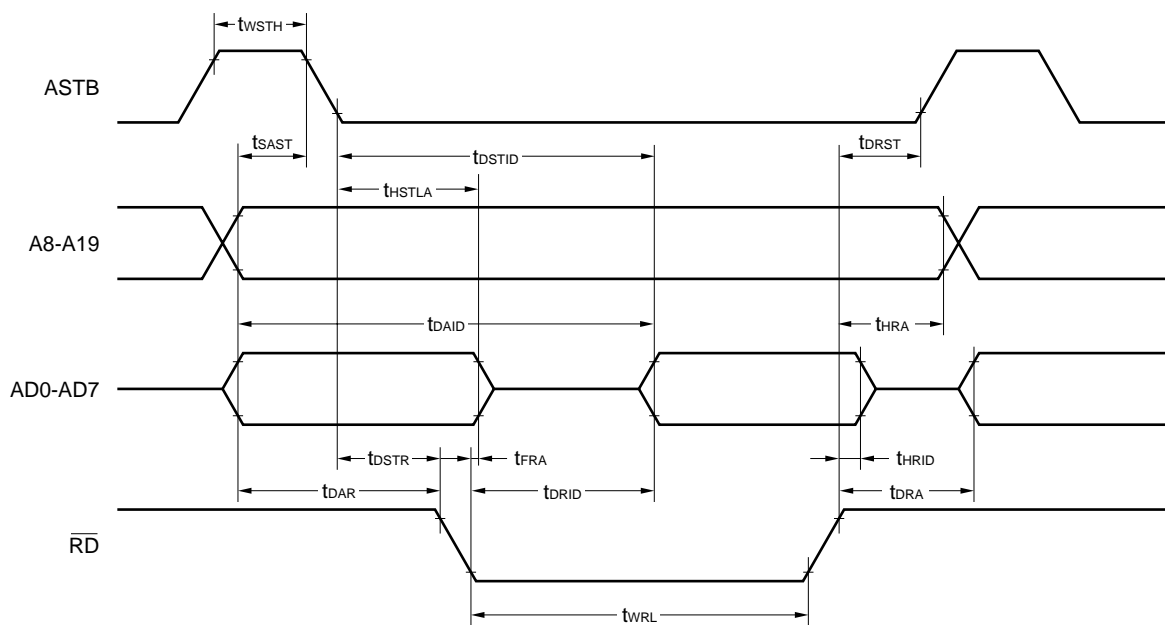 tWSTH
ASTB
tSAST
tDSTID
tDRST
tHSTLA
A8-A19
tDAID
tHRA
AD0-AD7
tDSTR
tFRA
tHRID
tDAR
tDRID
tDRA
RD
tWRL